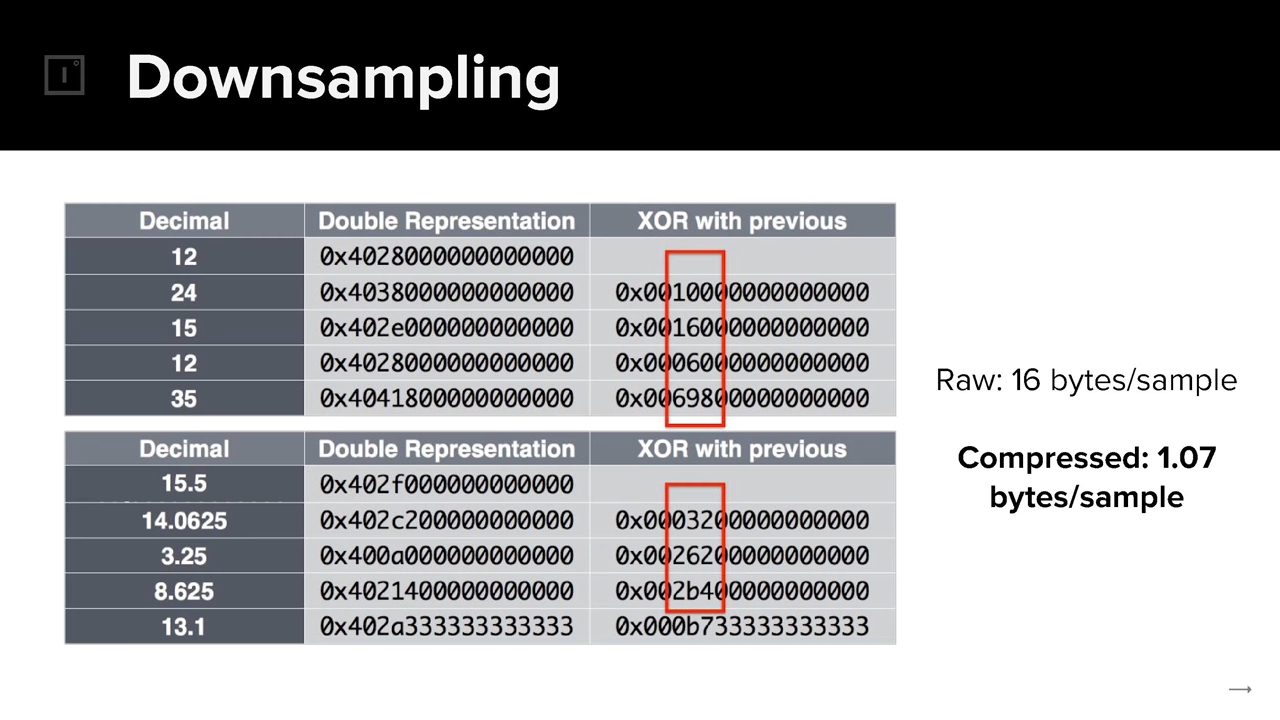 Downsampling
Decimal Double Representation XOR with previous
12 0x4028000000000000
24 0x4038000000000000 0x0010000000000000
15 0x402e000000000000 0x0016000000000000
12 0x4028000000000000 0x0006000000000000
35 0x4041800000000000 0x0069800000000000
Decimal Double Representation XOR with previous
15.5 0x402f000000000000
14.0625 0x402c200000000000 0x0003200000000000
3.25 0x400a000000000000 0x0026200000000000
8.625 0x4021400000000000 0x002b400000000000
13.1 0x402a333333333333 0x000b733333333333
Raw: 16 bytes/sample
Compressed: 1.07
bytes/sample